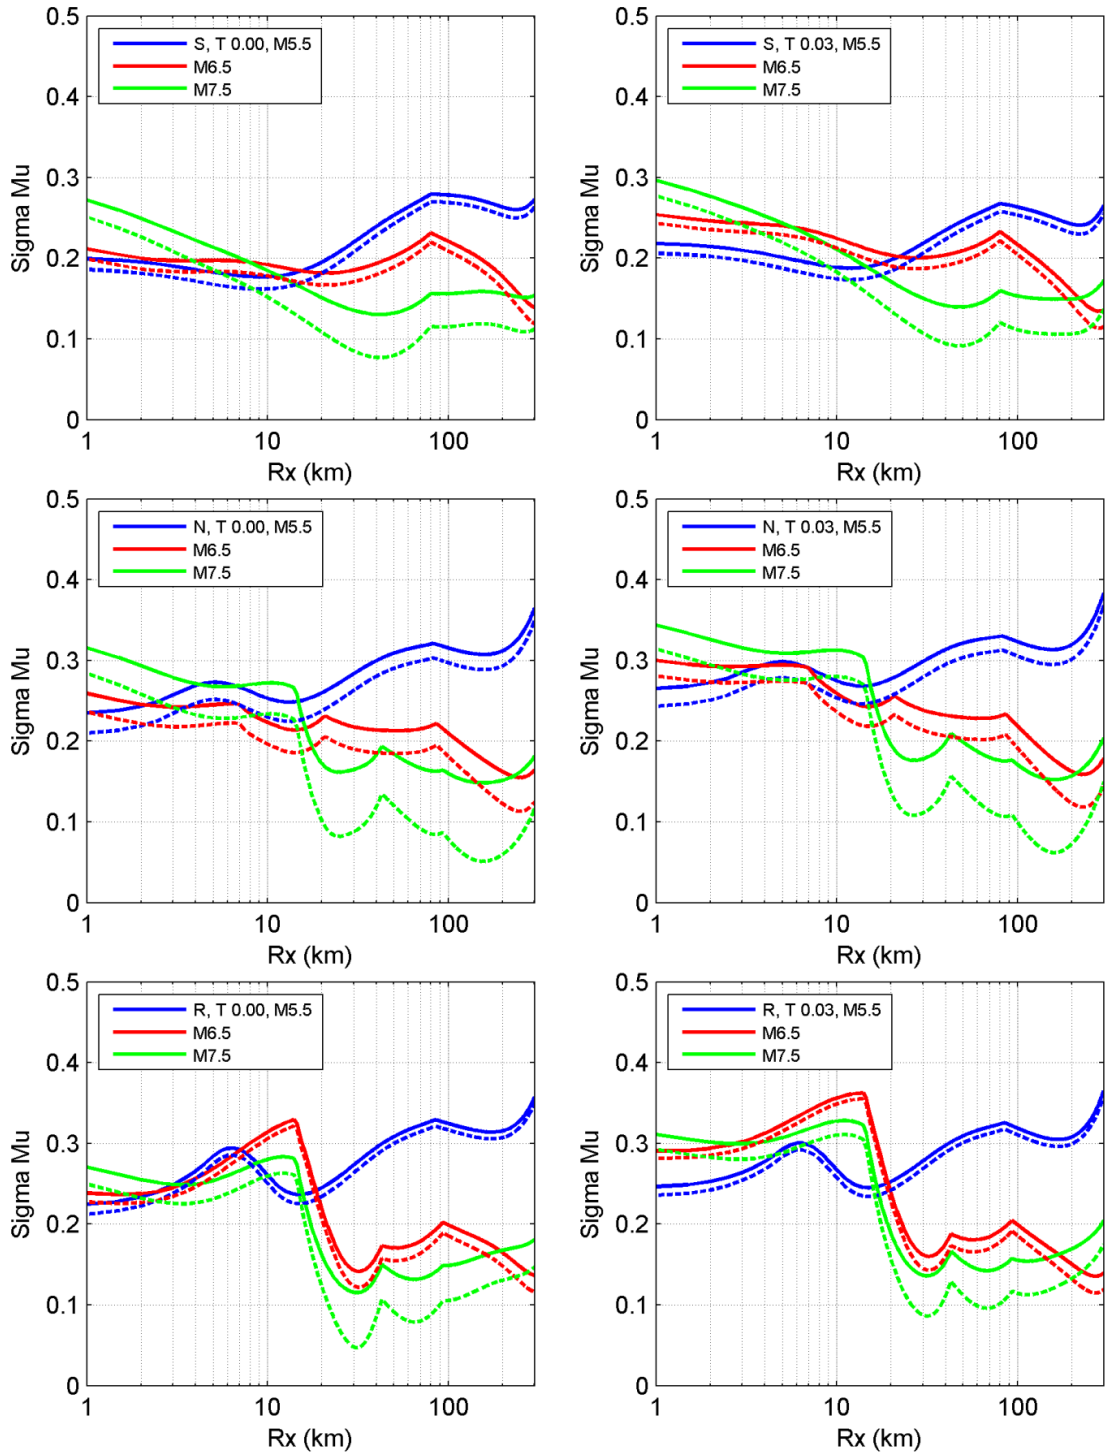 0.5
S, T 0.00, M5.5
M6.5
M7.5
0.4
0.3
0.2
0.1
0
Sigma Mu
1 10 100
Rx (km)
0.5
S, T 0.03, M5.5
M6.5
M7.5
0.4
0.3
0.2
0.1
0
Sigma Mu
1 10 100
Rx (km)
0.5
N, T 0.00, M5.5
M6.5
M7.5
0.4
0.3
0.2
0.1
0
Sigma Mu
1 10 100
Rx (km)
0.5
N, T 0.03, M5.5
M6.5
M7.5
0.4
0.3
0.2
0.1
0
Sigma Mu
1 10 100
Rx (km)
0.5
R, T 0.00, M5.5
M6.5
M7.5
0.4
0.3
0.2
0.1
0
Sigma Mu
1 10 100
Rx (km)
0.5
R, T 0.03, M5.5
M6.5
M7.5
0.4
0.3
0.2
0.1
0
Sigma Mu
1 10 100
Rx (km)